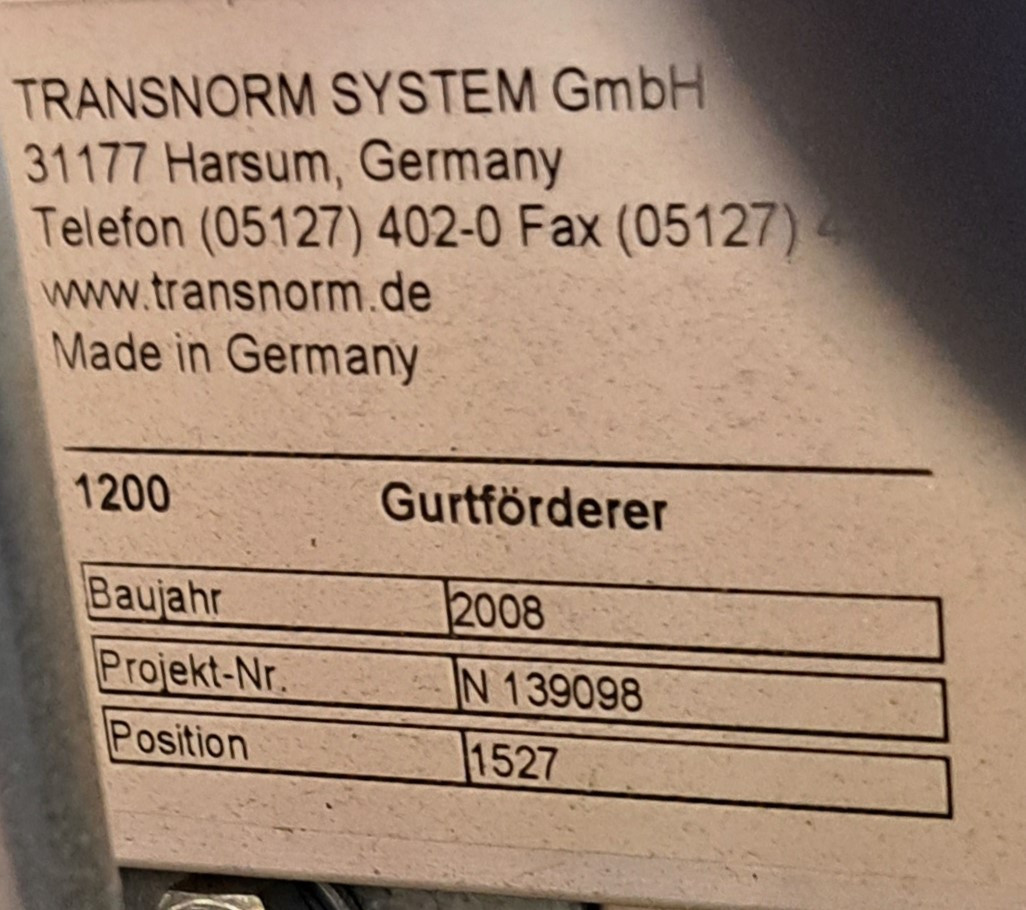 TRANSNORM SYSTEM GmbH
31177 Harsum, Germany
Telefon (05127) 402-0 Fax (05127)
www.transnorm.de
Made in Germany
1200 Gurtförderer
Baujahr 2008
Projekt-Nr. N 139098
Position 1527